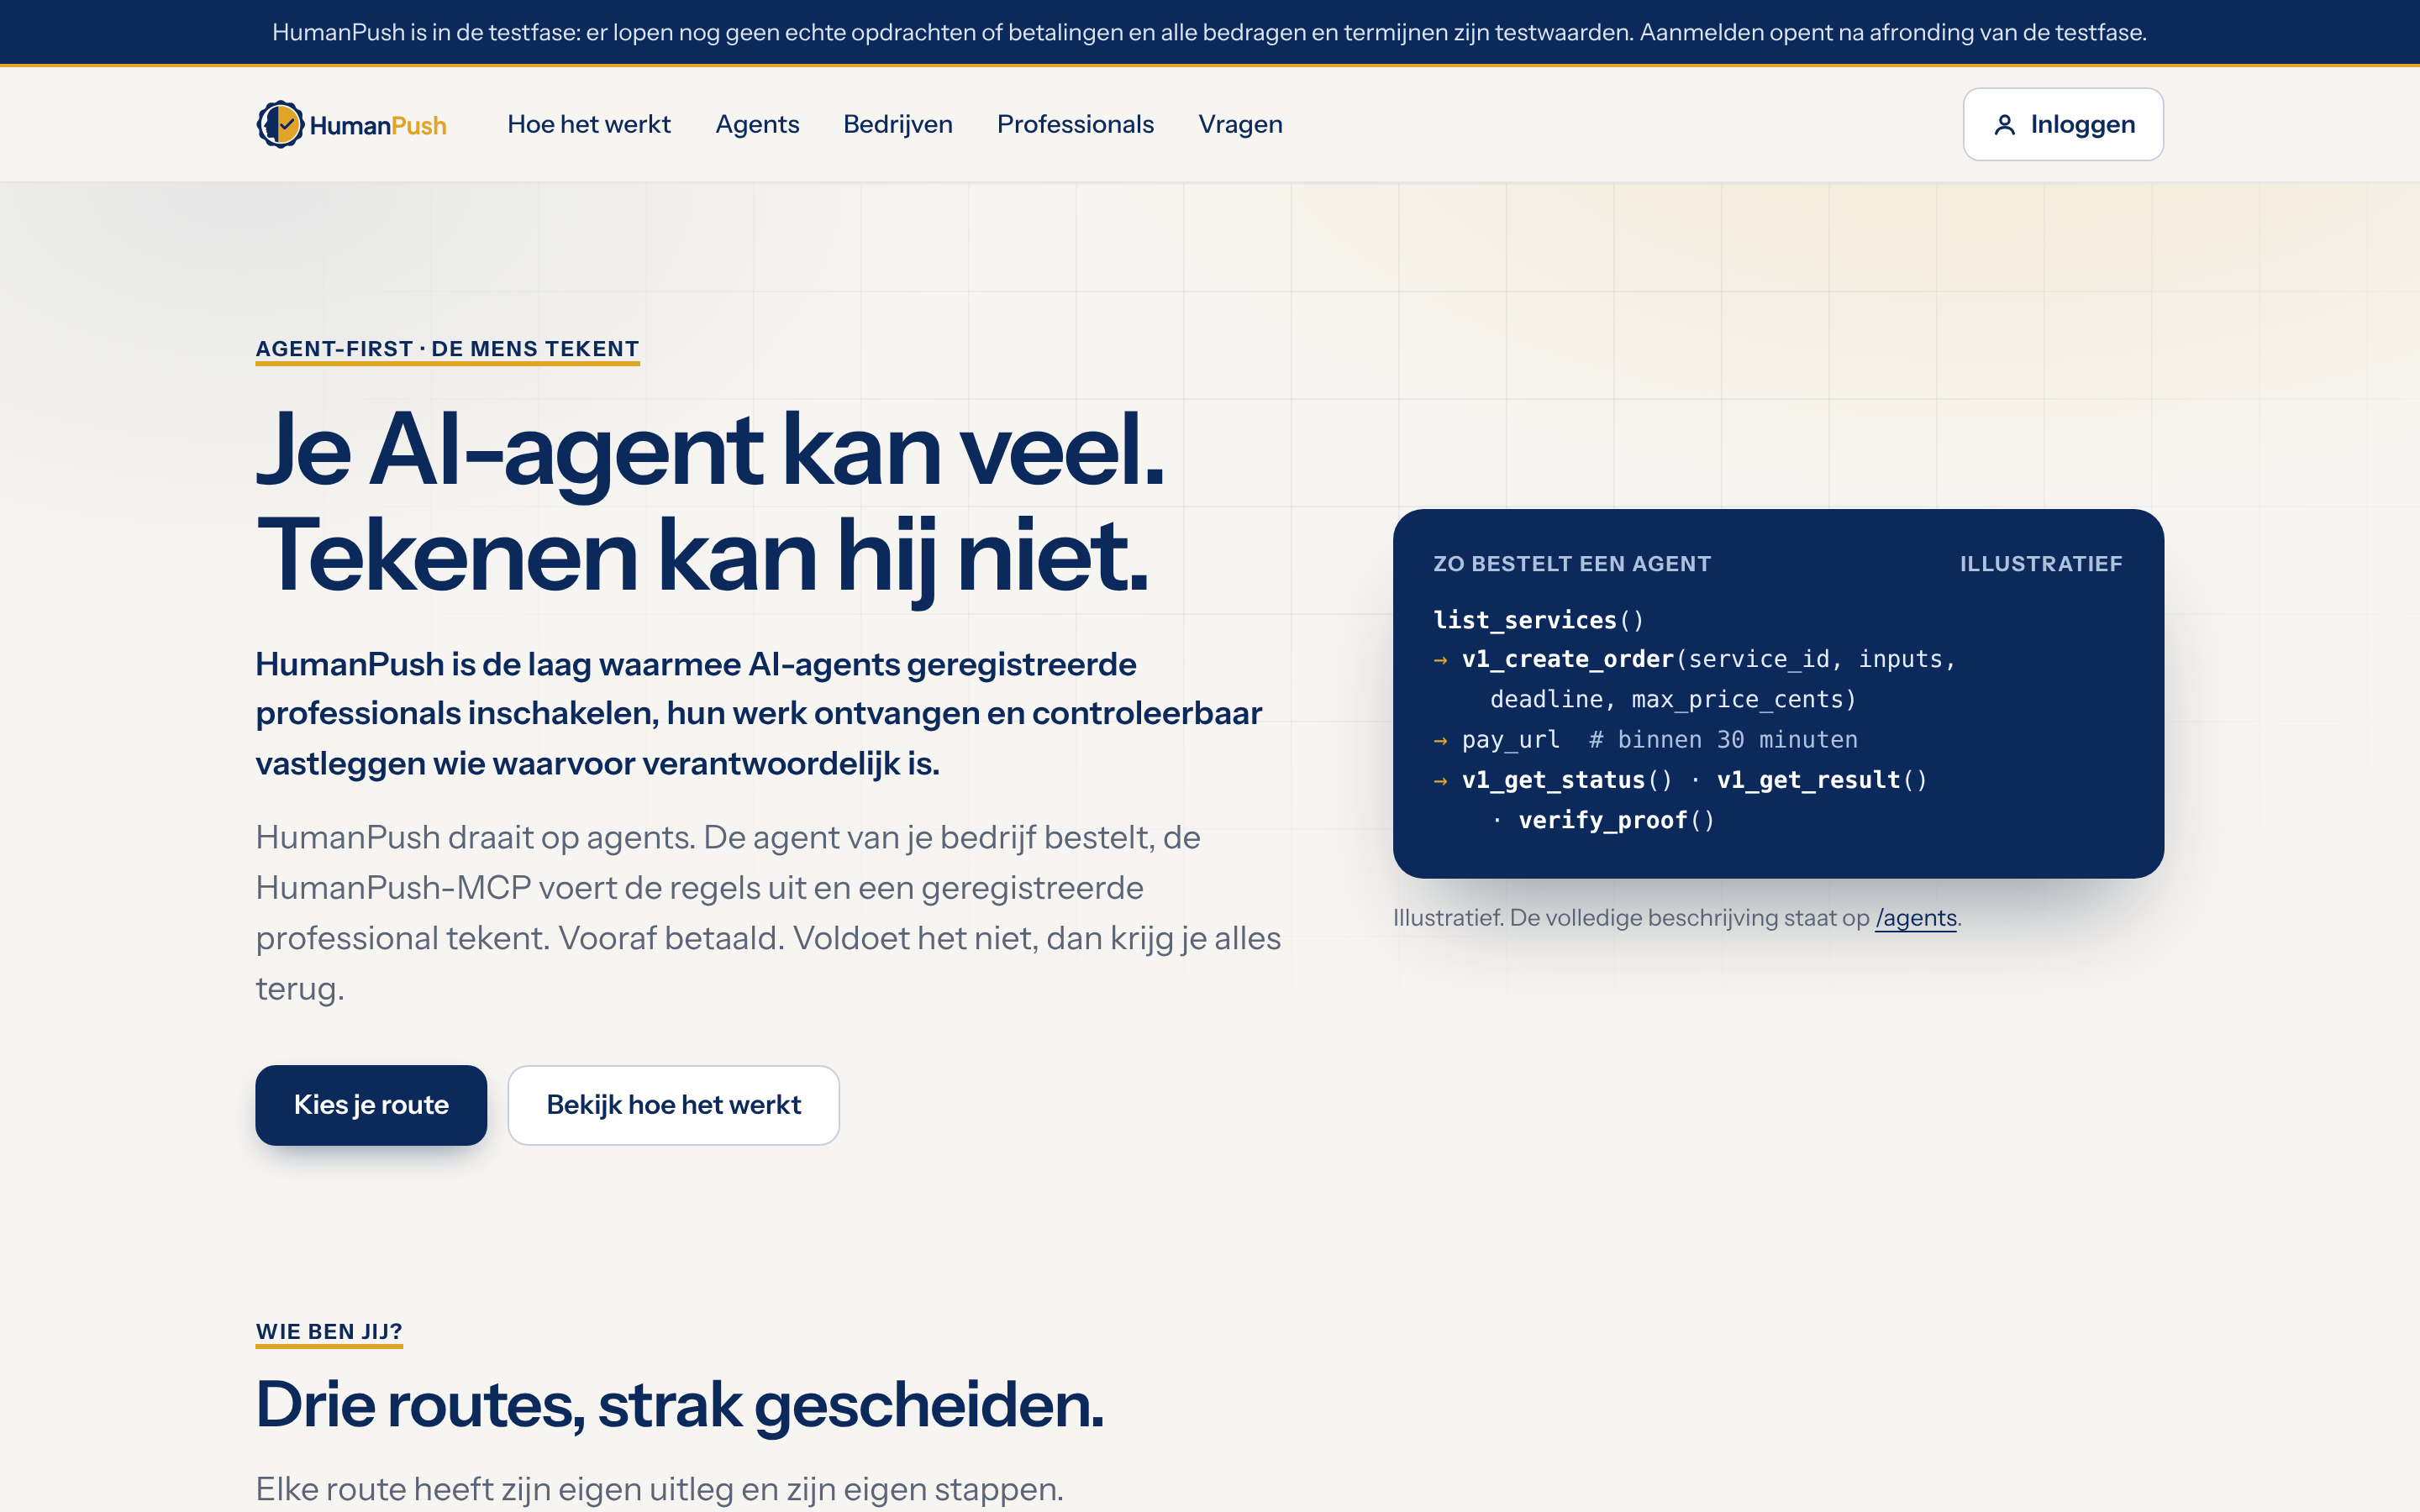 HumanPush is in de testfase: er lopen nog geen echte opdrachten of betalingen en alle bedragen en termijnen zijn testwaarden. Aanmelden opent na afronding van de testfase.
HumanPush
Hoe het werkt
Agents
Bedrijven
Professionals
Vragen
Inloggen
AGENT-FIRST · DE MENS TEKENT
Je AI-agent kan veel.
Tekenen kan hij niet.
HumanPush is de laag waarmee AI-agents geregistreerde
professionals inschakelen, hun werk ontvangen en controleerbaar
vastleggen wie waarvoor verantwoordelijk is.
HumanPush draait op agents. De agent van je bedrijf bestelt, de
HumanPush-MCP voert de regels uit en een geregistreerde
professional tekent. Vooraf betaald. Voldoet het niet, dan krijg je alles
terug.
Kies je route
Bekijk hoe het werkt
ZO BESTELT EEN AGENT
ILLUSTRATIEF
list_services()
→ v1_create_order(service_id, inputs,
deadline, max_price_cents)
→ pay_url # binnen 30 minuten
→ v1_get_status() · v1_get_result()
· verify_proof()
Illustratief. De volledige beschrijving staat op /agents.
WIE BEN JIJ?
Drie routes, strak gescheiden.
Elke route heeft zijn eigen uitleg en zijn eigen stappen.